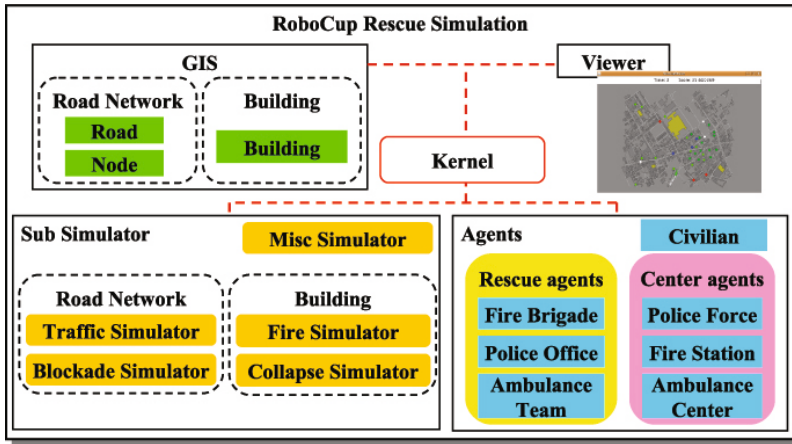 RoboCup Rescue Simulation
GIS
Viewer
Road Network
Road
Node
Building
Building
Kernel
Sub Simulator
Misc Simulator
Road Network
Traffic Simulator
Blockade Simulator
Building
Fire Simulator
Collapse Simulator
Agents
Civilian
Rescue agents
Fire Brigade
Police Office
Ambulance
Team
Center agents
Police Force
Fire Station
Ambulance
Center